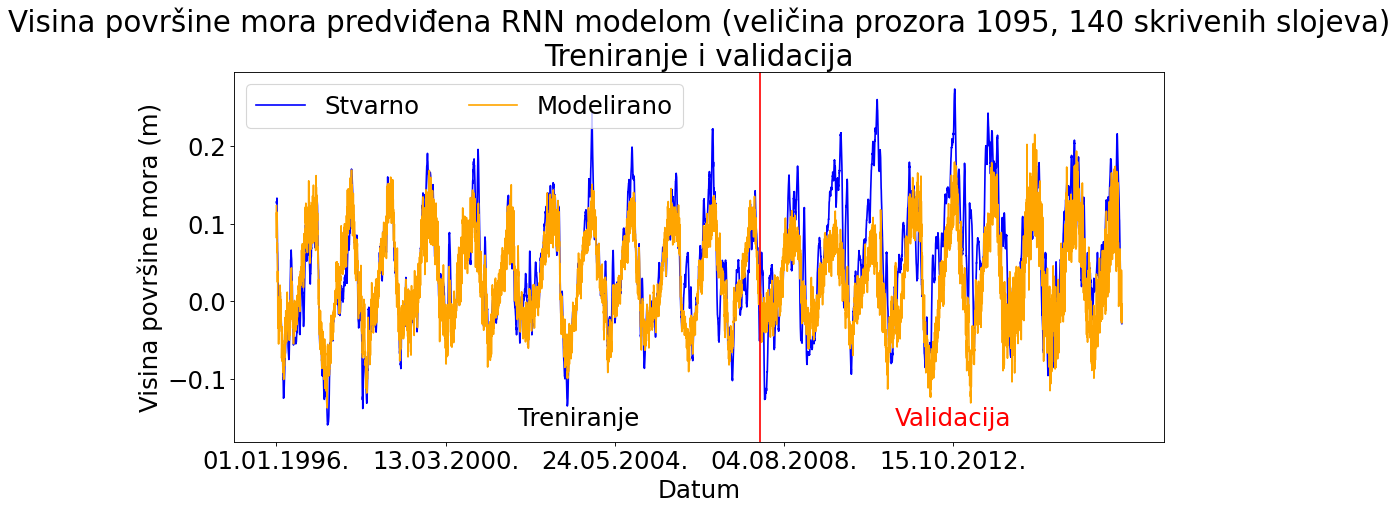 Visina površine mora predviđena RNN modelom (veličina prozora 1095, 140 skrivenih slojeva)
Treniranje i validacija
Stvarno
Modelirano
Visina površine mora (m)
0.2
0.1
0.0
−0.1
Treniranje
Validacija
01.01.1996.
13.03.2000.
24.05.2004.
04.08.2008.
15.10.2012.
Datum